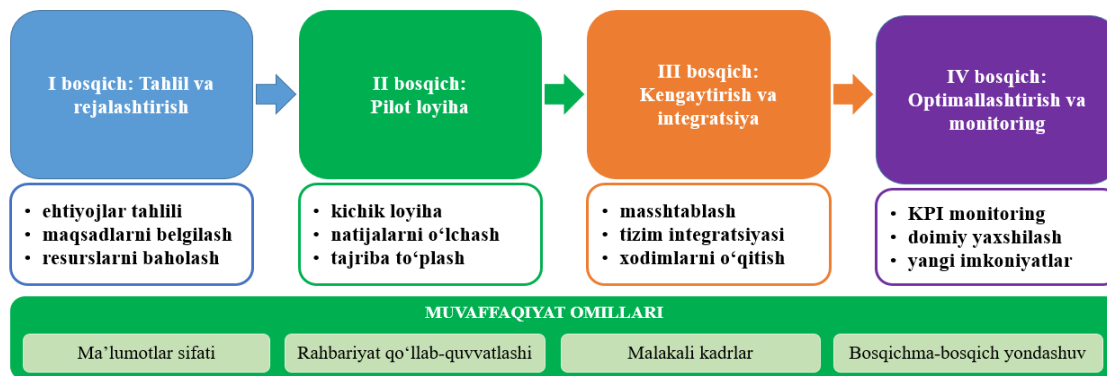 I bosqich: Tahlil va
rejalashtirish
II bosqich:
Pilot loyiha
III bosqich:
Kengaytirish va
integratsiya
IV bosqich:
Optimallashtirish va
monitoring
• ehtiyojlar tahlili
• maqsadlarni belgilash
• resurslarni baholash
• kichik loyiha
• natijalarni o‘lchash
• tajriba to‘plash
• masshtablash
• tizim integratsiyasi
• xodimlarni o‘qitish
• KPI monitoring
• doimiy yaxshilash
• yangi imkoniyatlar
MUVAFFAQIYAT OMILLARI
Ma’lumotlar sifati
Rahbariyat qo‘llab-quvvatlashi
Malakali kadrlar
Bosqichma-bosqich yondashuv